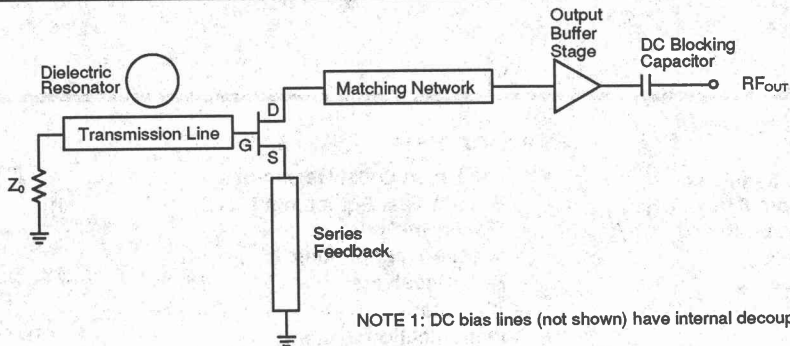 Output
Buffer
Stage
DC Blocking
Capacitor
Dielectric
Resonator
D
Matching Network
RFOUT
Transmission Line
G
S
Z0
Series
Feedback
NOTE 1: DC bias lines (not shown) have internal decoup